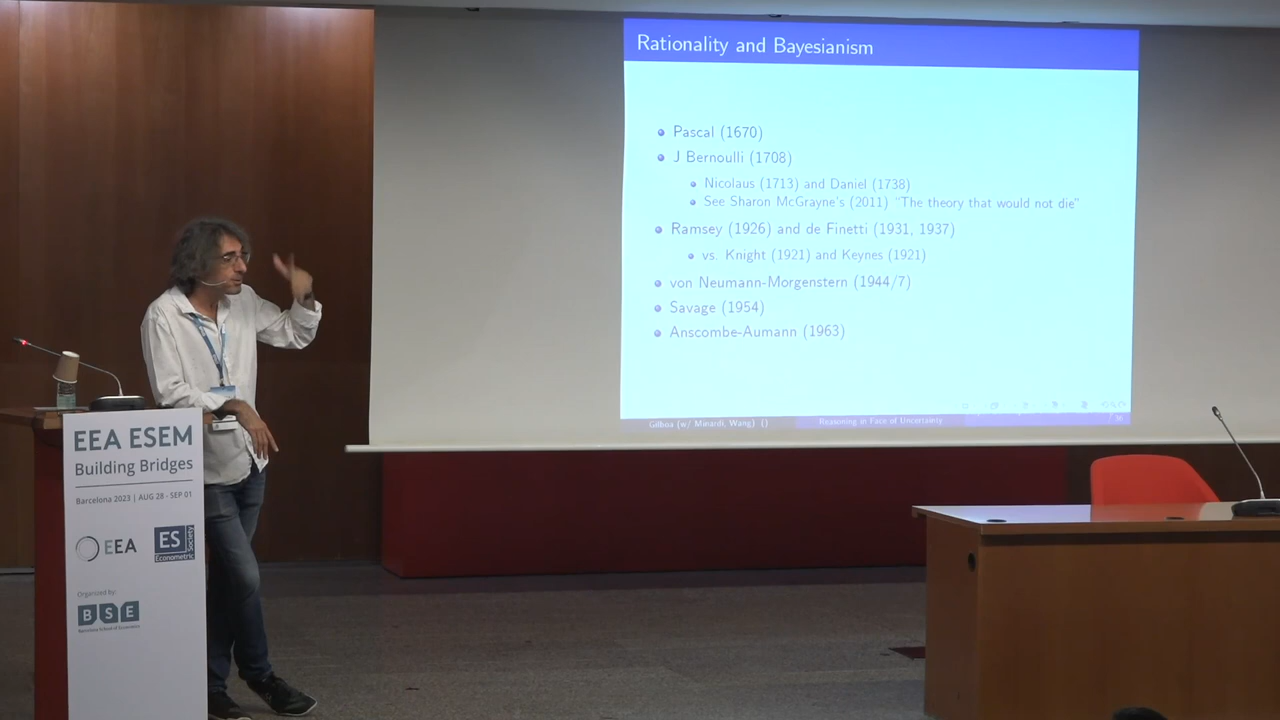 Rationality and Bayesianism
Pascal (1670)
J Bernoulli (1708)
Nicolaus (1713) and Daniel (1738)
See Sharon McGrayne's (2011) "The theory that would not die"
Ramsey (1926) and de Finetti (1931, 1937)
vs. Knight (1921) and Keynes (1921)
von Neumann-Morgenstern (1944/7)
Savage (1954)
Anscombe-Aumann (1963)
Gilboa (w/ Minardi, Wang) ()
Reasoning in Face of Uncertainty
EEA ESEM
Building Bridges
Barcelona 2023 | AUG 28 - SEP 01
EEA
ES
Econometric
Society
Organized by:
BSE
Barcelona School of Economics